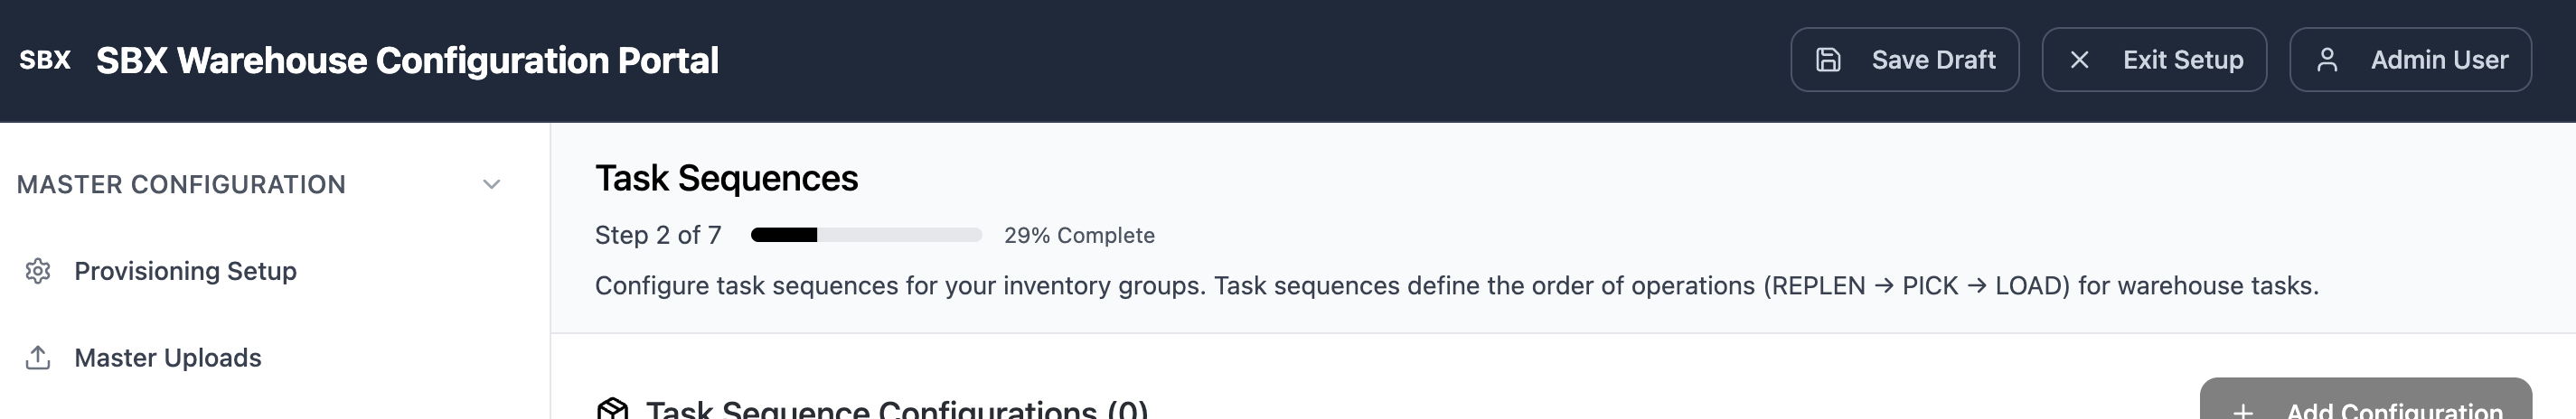 SBX SBX Warehouse Configuration Portal Save Draft Exit Setup Admin User
MASTER CONFIGURATION
Provisioning Setup
Master Uploads
Task Sequences
Step 2 of 7 29% Complete
Configure task sequences for your inventory groups. Task sequences define the order of operations (REPLEN → PICK → LOAD) for warehouse tasks.
Task Sequence Configurations (0)
+ Add Configuration